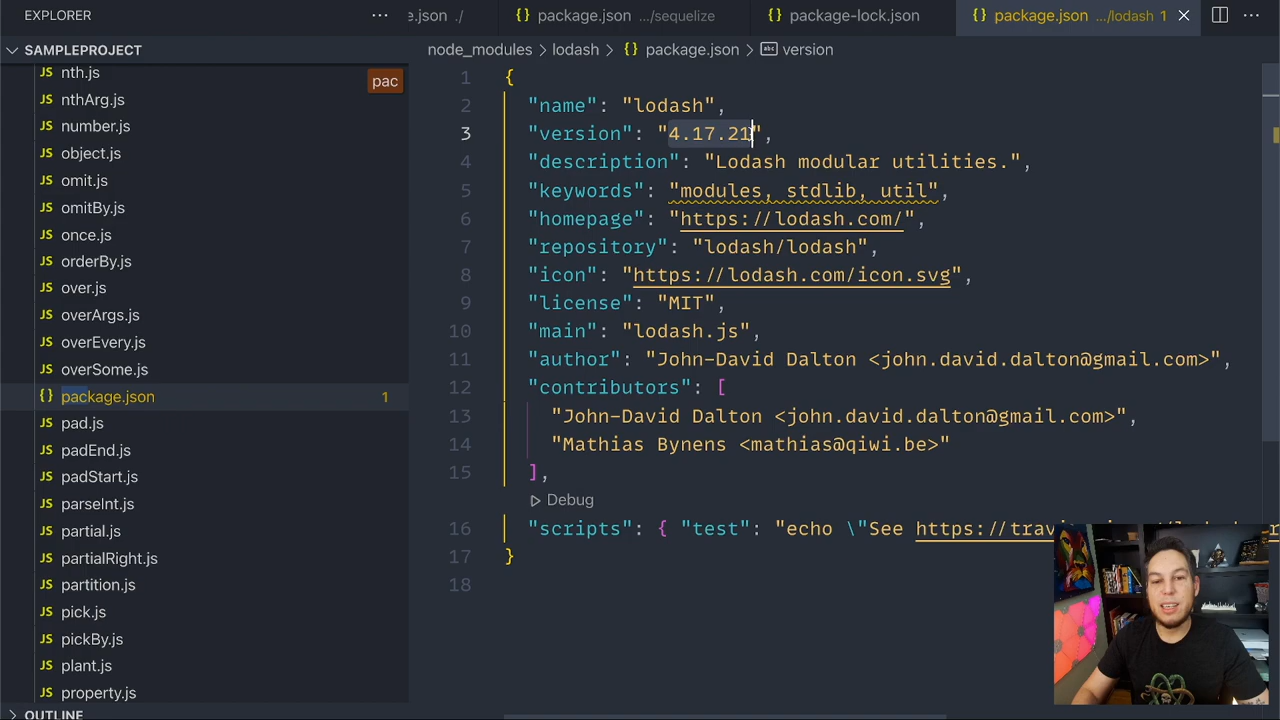 EXPLORER
SAMPLEPROJECT
nth.js
pac
nthArg.js
number.js
object.js
omit.js
omitBy.js
once.js
orderBy.js
over.js
overArgs.js
overEvery.js
overSome.js
{} package.json 1
pad.js
padEnd.js
padStart.js
parseInt.js
partial.js
partialRight.js
partition.js
pick.js
pickBy.js
plant.js
property.js
OUTLINE
e.json ./ {} package.json .../sequelize {} package-lock.json {} package.json .../lodash 1
node_modules > lodash > {} package.json > abc version
1 {
2 "name": "lodash",
3 "version": "4.17.21",
4 "description": "Lodash modular utilities.",
5 "keywords": "modules, stdlib, util",
6 "homepage": "https://lodash.com/",
7 "repository": "lodash/lodash",
8 "icon": "https://lodash.com/icon.svg",
9 "license": "MIT",
10 "main": "lodash.js",
11 "author": "John-David Dalton <john.david.dalton@gmail.com>",
12 "contributors": [
13 "John-David Dalton <john.david.dalton@gmail.com>",
14 "Mathias Bynens <mathias@qiwi.be>"
15 ],
Debug
16 "scripts": { "test": "echo \"See https://trav
17 }
18